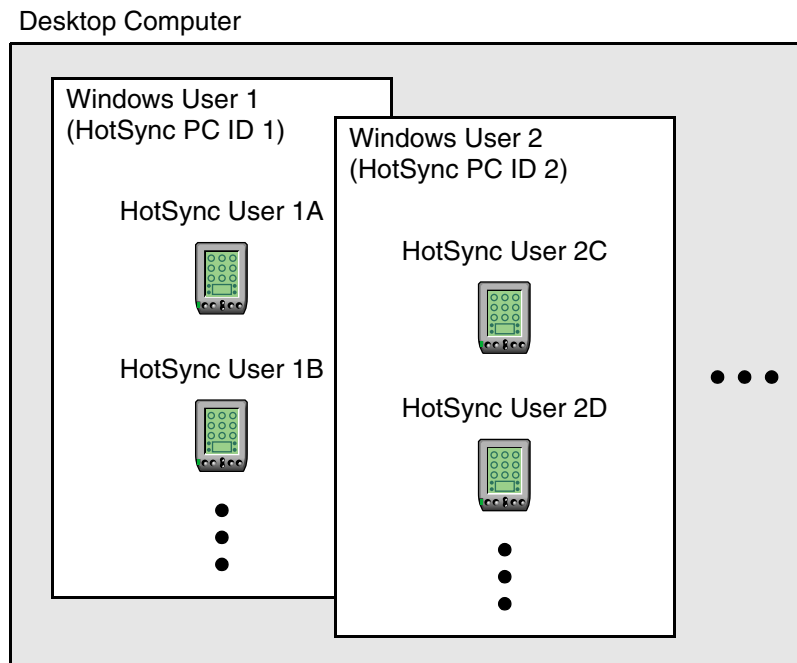 Desktop Computer
Windows User 1
(HotSync PC ID 1)
HotSync User 1A
HotSync User 1B
Windows User 2
(HotSync PC ID 2)
HotSync User 2C
HotSync User 2D